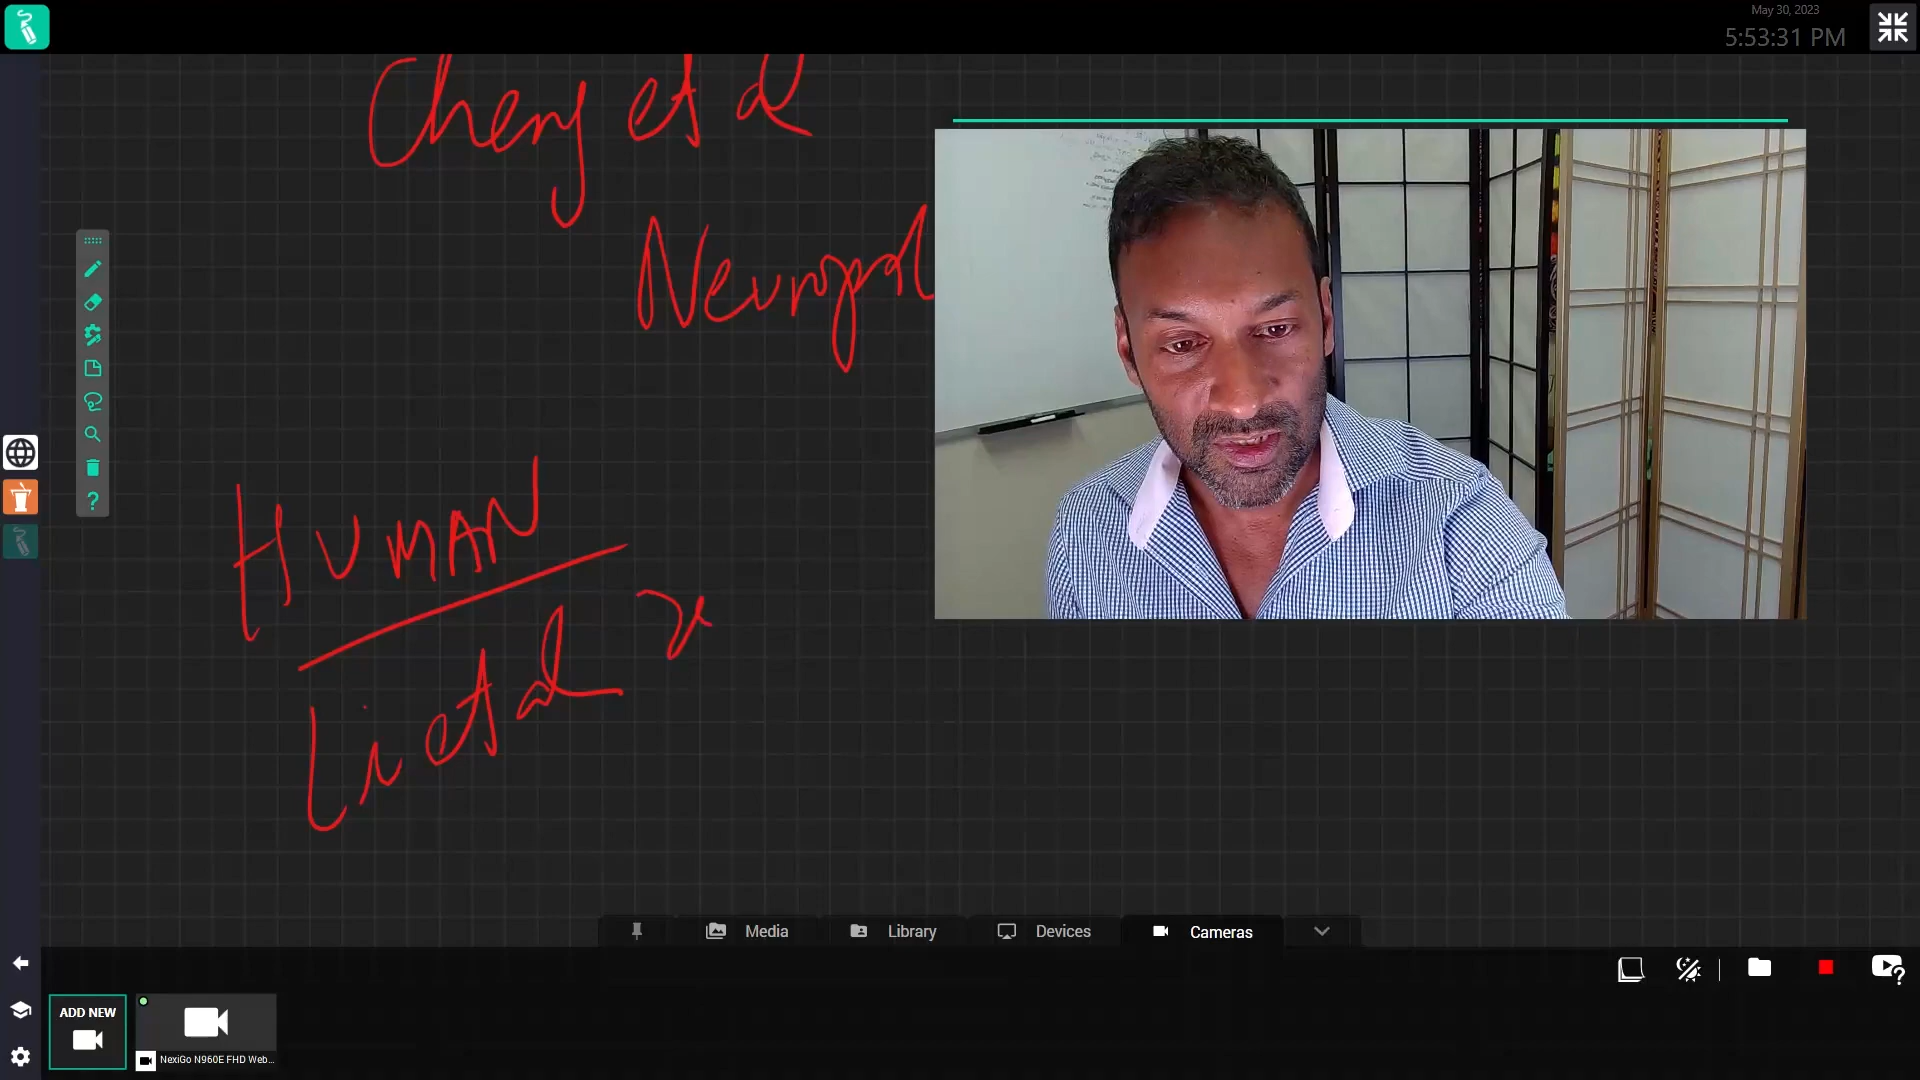 May 30, 2023
5:53:31 PM
Cheng et al
HUMAN
Li et al
?
Media
Library
Devices
Cameras
ADD NEW
NexiGo N960E FHD Web...